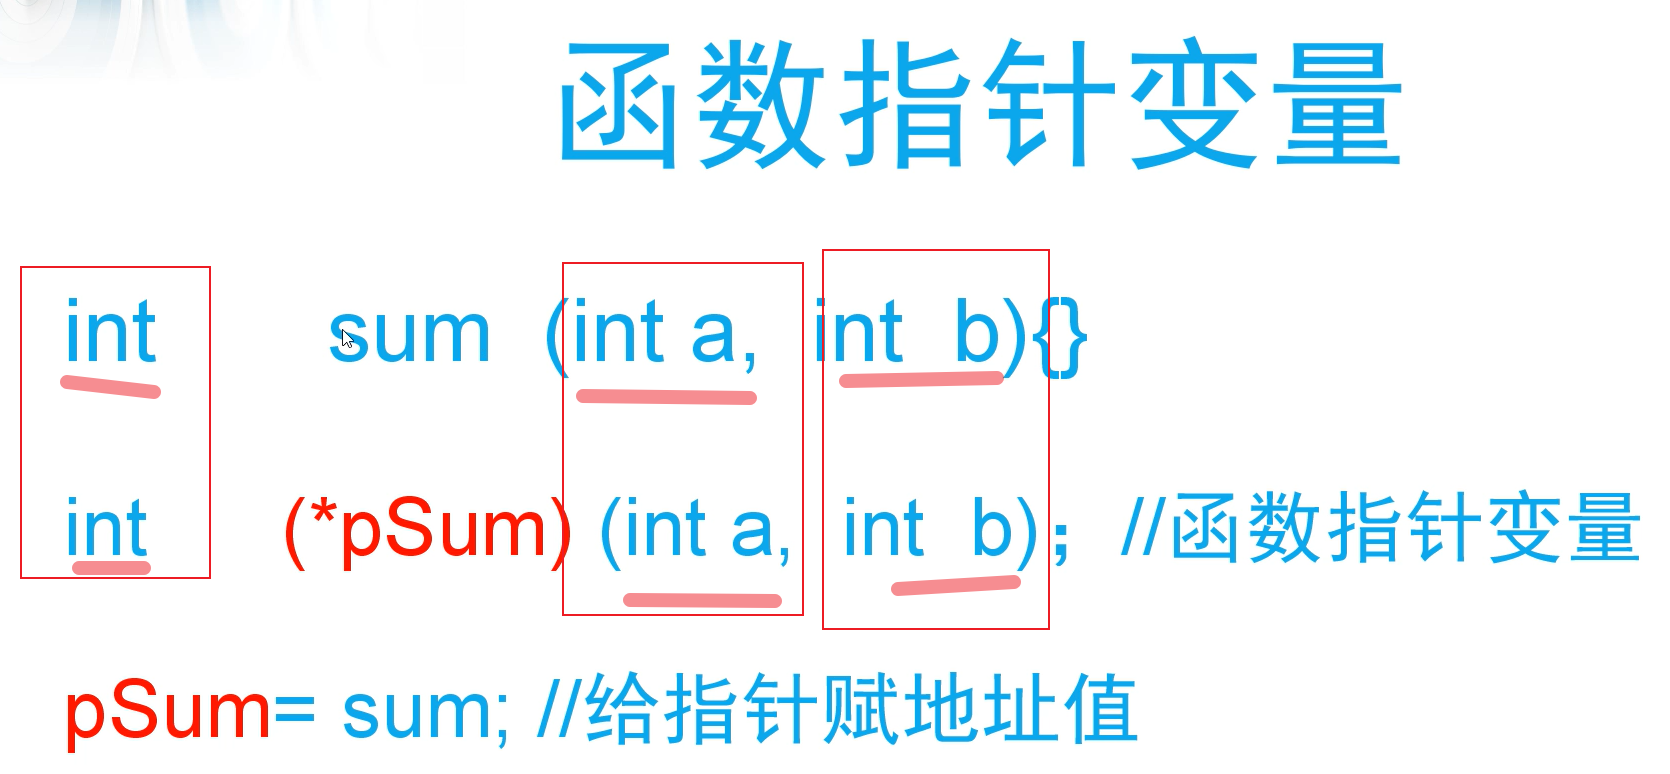 函数指针变量
int sum (int a, int b){}
int (*pSum) (int a, int b)；//函数指针变量
pSum= sum; //给指针赋地址值